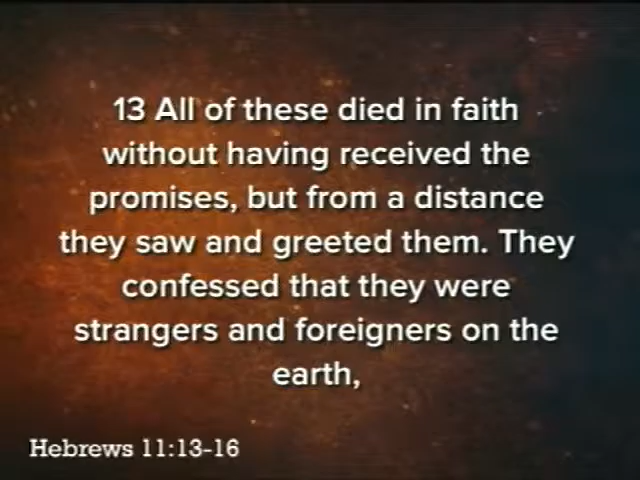 13 All of these died in faith
without having received the
promises, but from a distance
they saw and greeted them. They
confessed that they were
strangers and foreigners on the
earth,
Hebrews 11:13-16